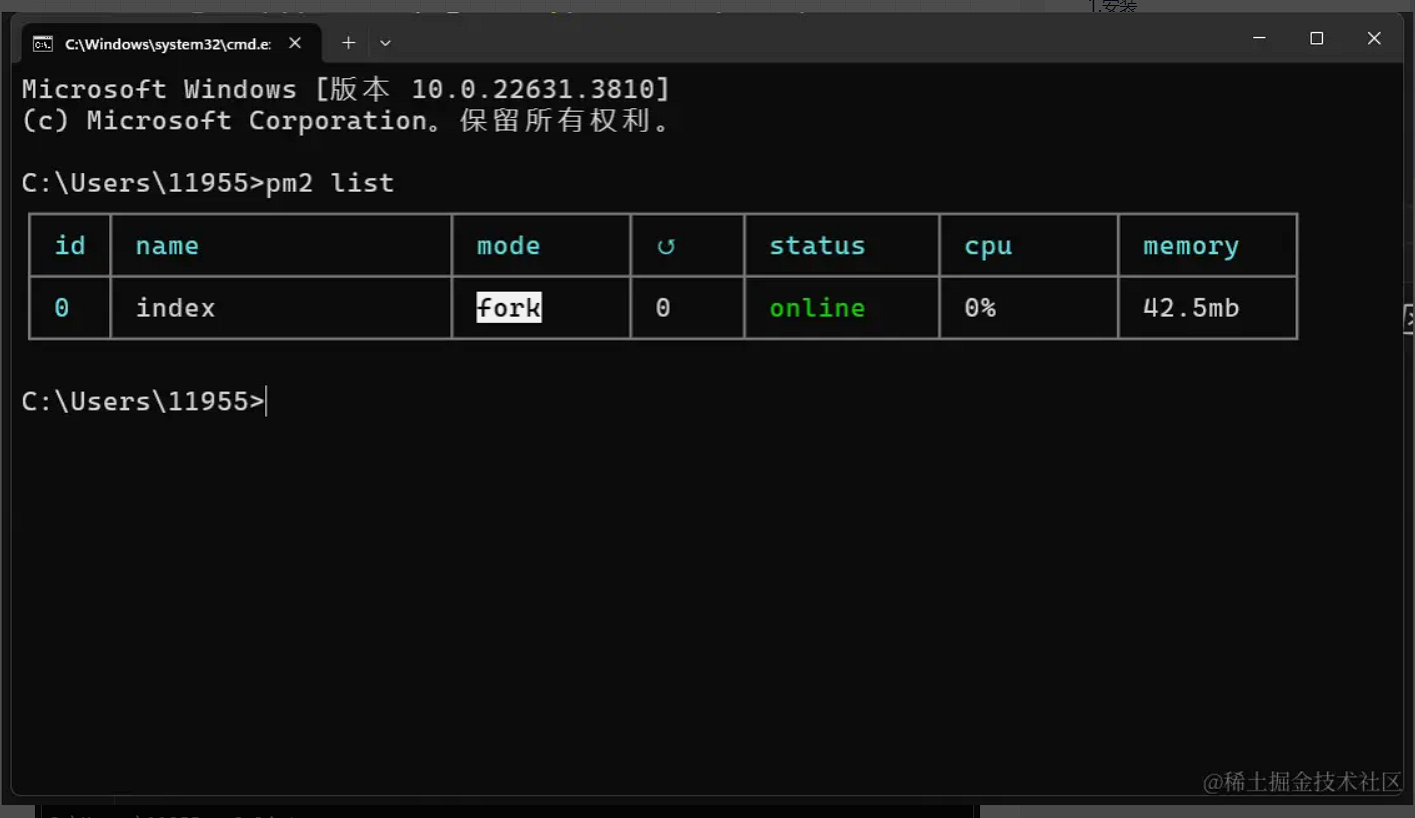 1.安装
C:\Windows\system32\cmd.e:
Microsoft Windows [版本 10.0.22631.3810]
(c) Microsoft Corporation。保留所有权利。
C:\Users\11955>pm2 list
id name mode ↺ status cpu memory
0 index fork 0 online 0% 42.5mb
C:\Users\11955>
@稀土掘金技术社区